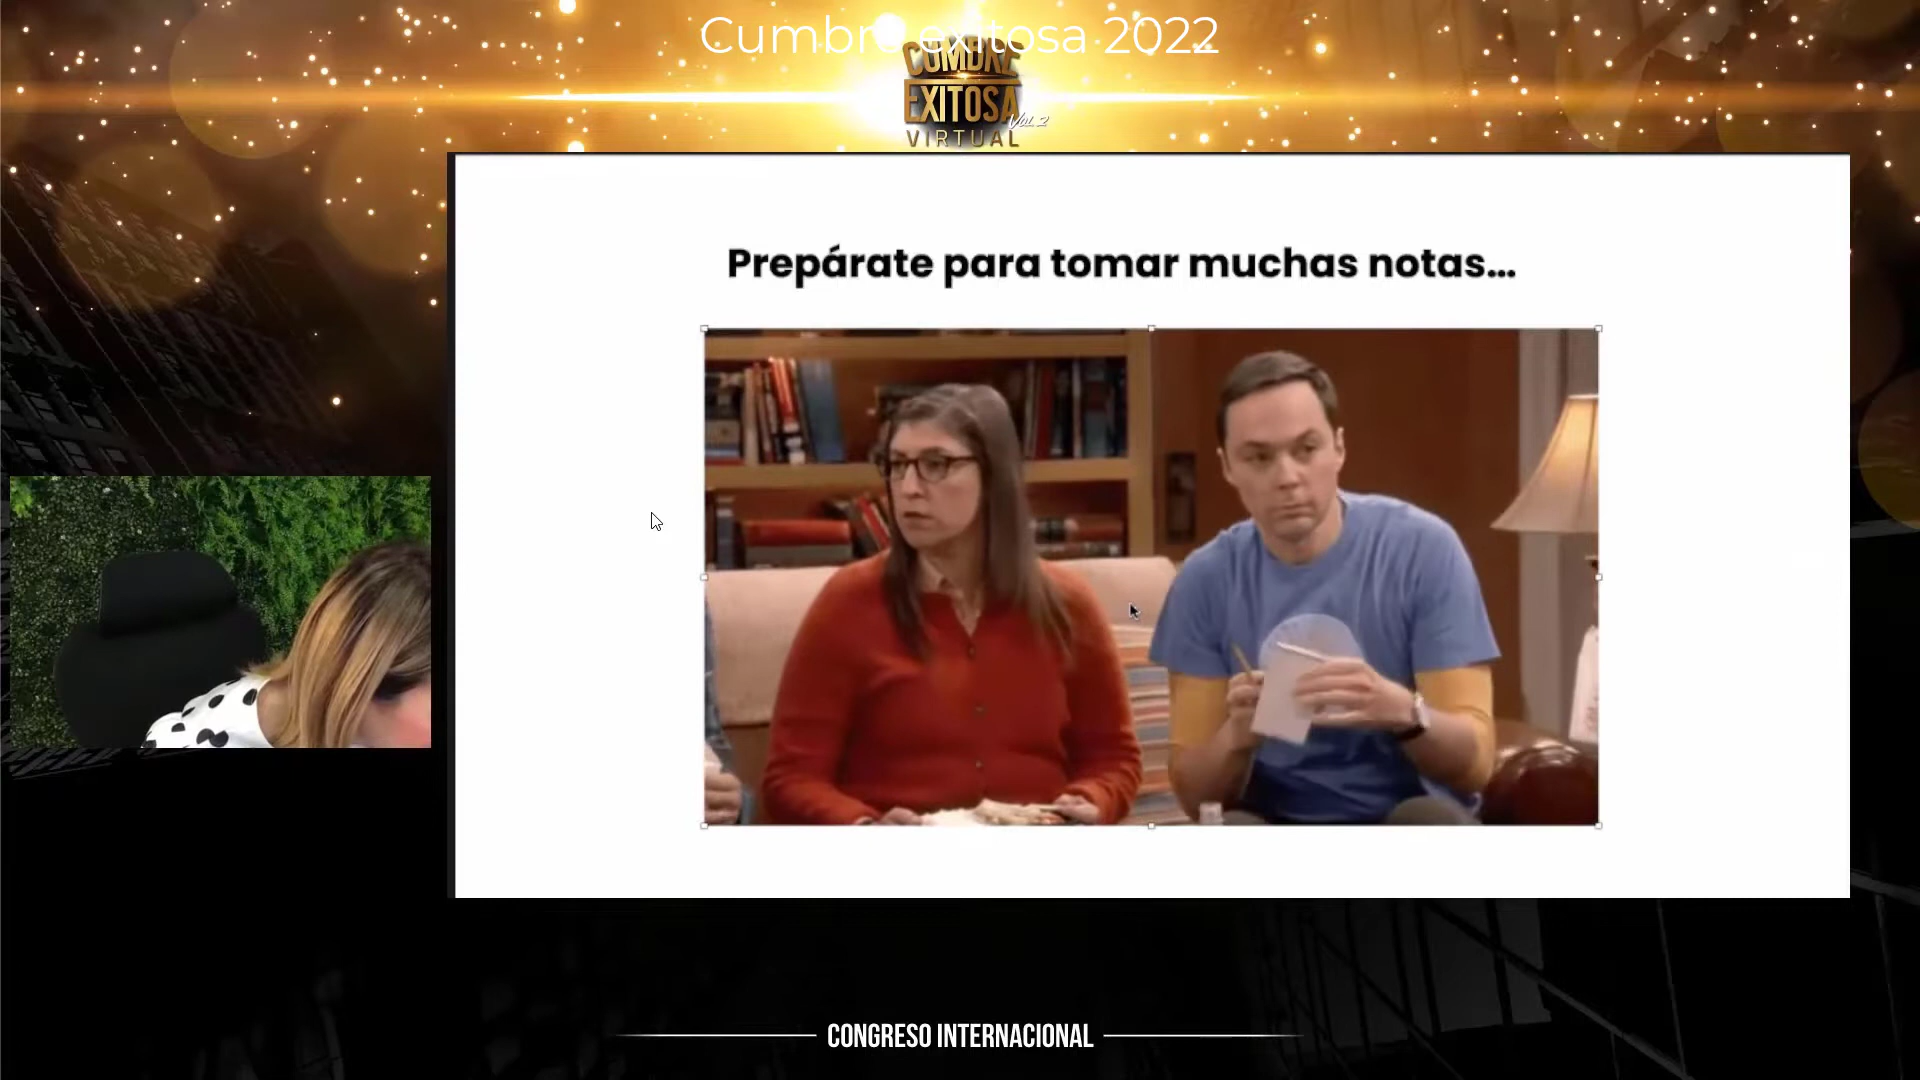 Cumbre exitosa 2022
CUMBRE
EXITOSA
Vol. 2
VIRTUAL
Prepárate para tomar muchas notas...
CONGRESO INTERNACIONAL